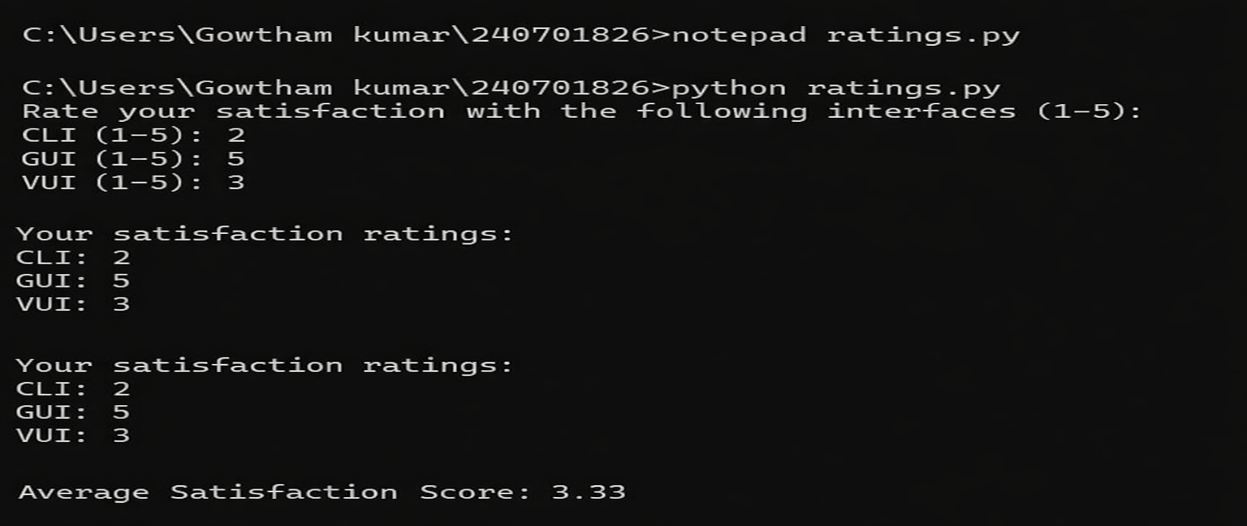 C:\Users\Gowtham kumar\240701826>notepad ratings.py
C:\Users\Gowtham kumar\240701826>python ratings.py
Rate your satisfaction with the following interfaces (1-5):
CLI (1-5): 2
GUI (1-5): 5
VUI (1-5): 3
Your satisfaction ratings:
CLI: 2
GUI: 5
VUI: 3
Your satisfaction ratings:
CLI: 2
GUI: 5
VUI: 3
Average Satisfaction Score: 3.33